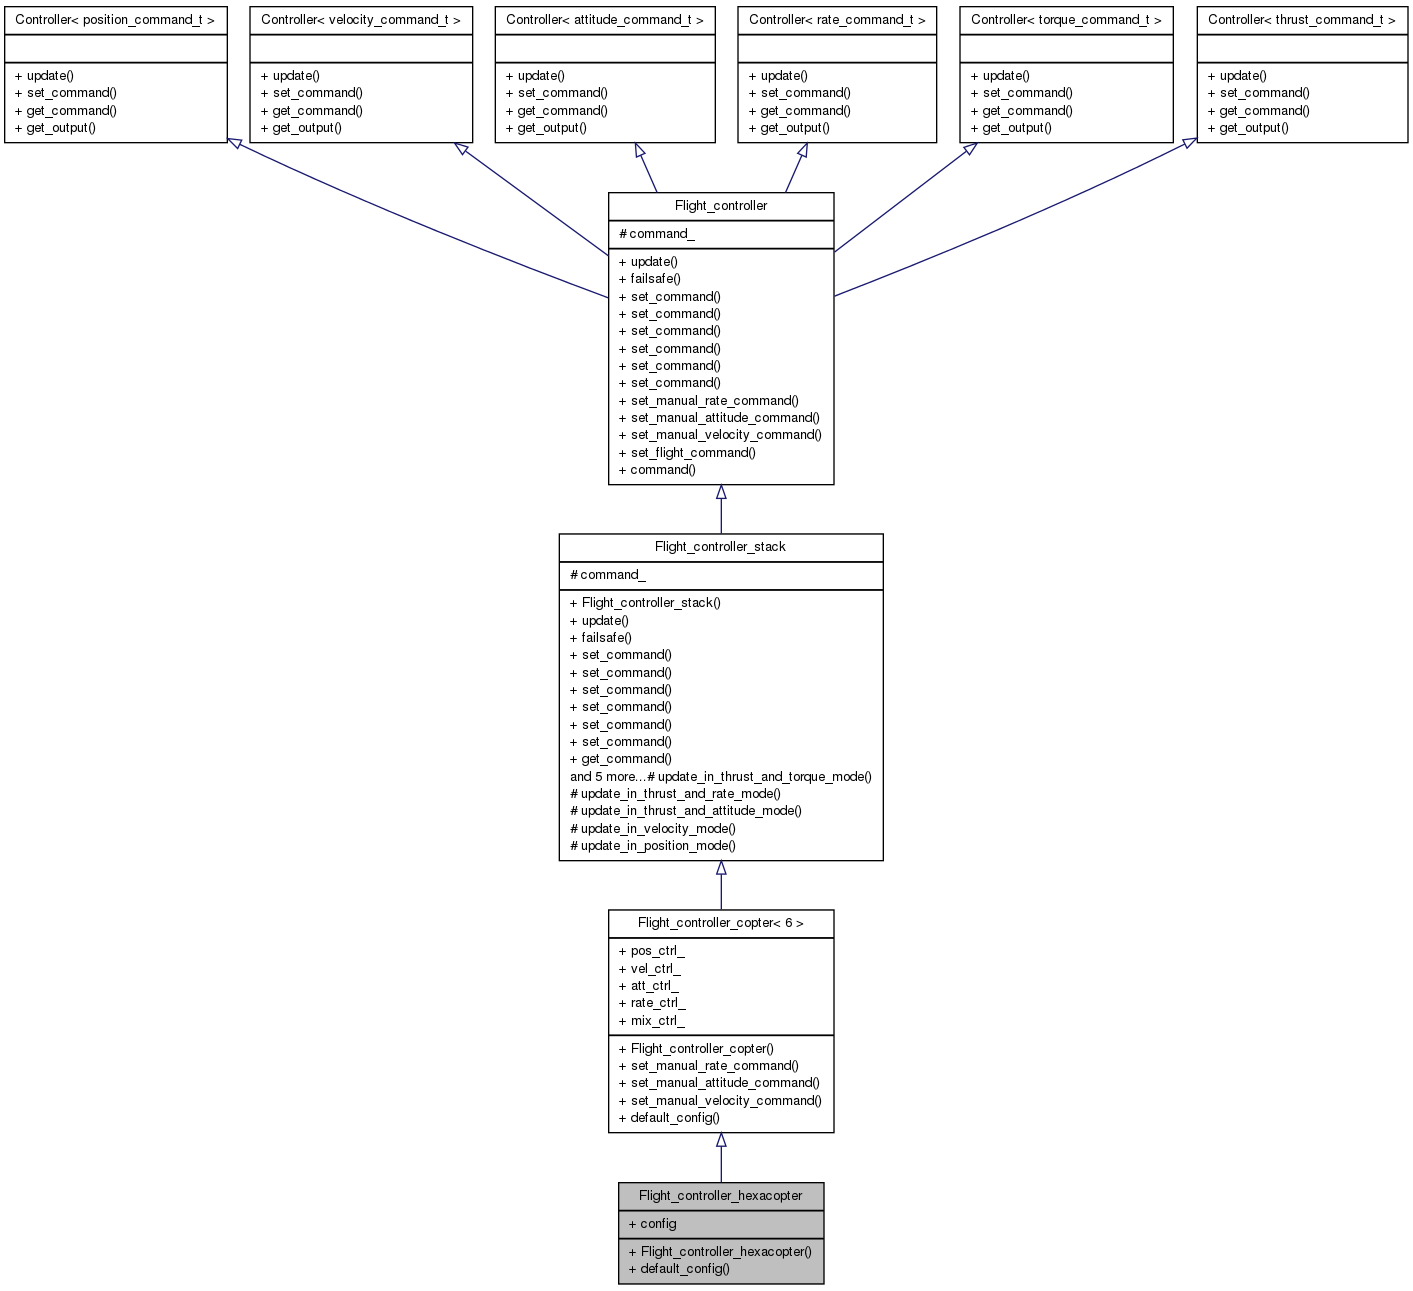 Controller< position_command_t >
+ update()
+ set_command()
+ get_command()
+ get_output()
Controller< velocity_command_t >
+ update()
+ set_command()
+ get_command()
+ get_output()
Controller< attitude_command_t >
+ update()
+ set_command()
+ get_command()
+ get_output()
Controller< rate_command_t >
+ update()
+ set_command()
+ get_command()
+ get_output()
Controller< torque_command_t >
+ update()
+ set_command()
+ get_command()
+ get_output()
Controller< thrust_command_t >
+ update()
+ set_command()
+ get_command()
+ get_output()
Flight_controller
# command_
+ update()
+ failsafe()
+ set_command()
+ set_command()
+ set_command()
+ set_command()
+ set_command()
+ set_command()
+ set_manual_rate_command()
+ set_manual_attitude_command()
+ set_manual_velocity_command()
+ set_flight_command()
+ command()
Flight_controller_stack
# command_
+ Flight_controller_stack()
+ update()
+ failsafe()
+ set_command()
+ set_command()
+ set_command()
+ set_command()
+ set_command()
+ set_command()
+ get_command()
and 5 more...# update_in_thrust_and_torque_mode()
# update_in_thrust_and_rate_mode()
# update_in_thrust_and_attitude_mode()
# update_in_velocity_mode()
# update_in_position_mode()
Flight_controller_copter< 6 >
+ pos_ctrl_
+ vel_ctrl_
+ att_ctrl_
+ rate_ctrl_
+ mix_ctrl_
+ Flight_controller_copter()
+ set_manual_rate_command()
+ set_manual_attitude_command()
+ set_manual_velocity_command()
+ default_config()
Flight_controller_hexacopter
+ config
+ Flight_controller_hexacopter()
+ default_config()